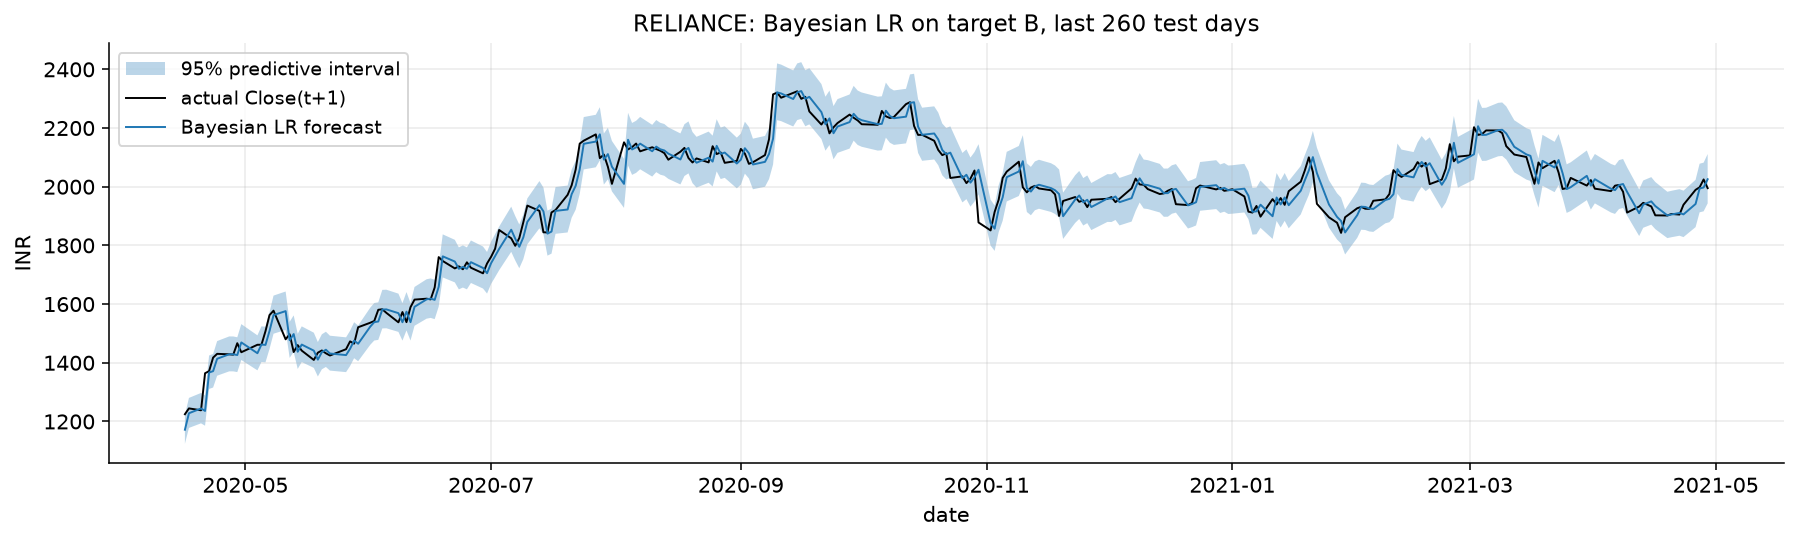 RELIANCE: Bayesian LR on target B, last 260 test days
95% predictive interval
actual Close(t+1)
Bayesian LR forecast
2400
2200
2000
1800
1600
1400
1200
INR
2020-05
2020-07
2020-09
2020-11
2021-01
2021-03
2021-05
date